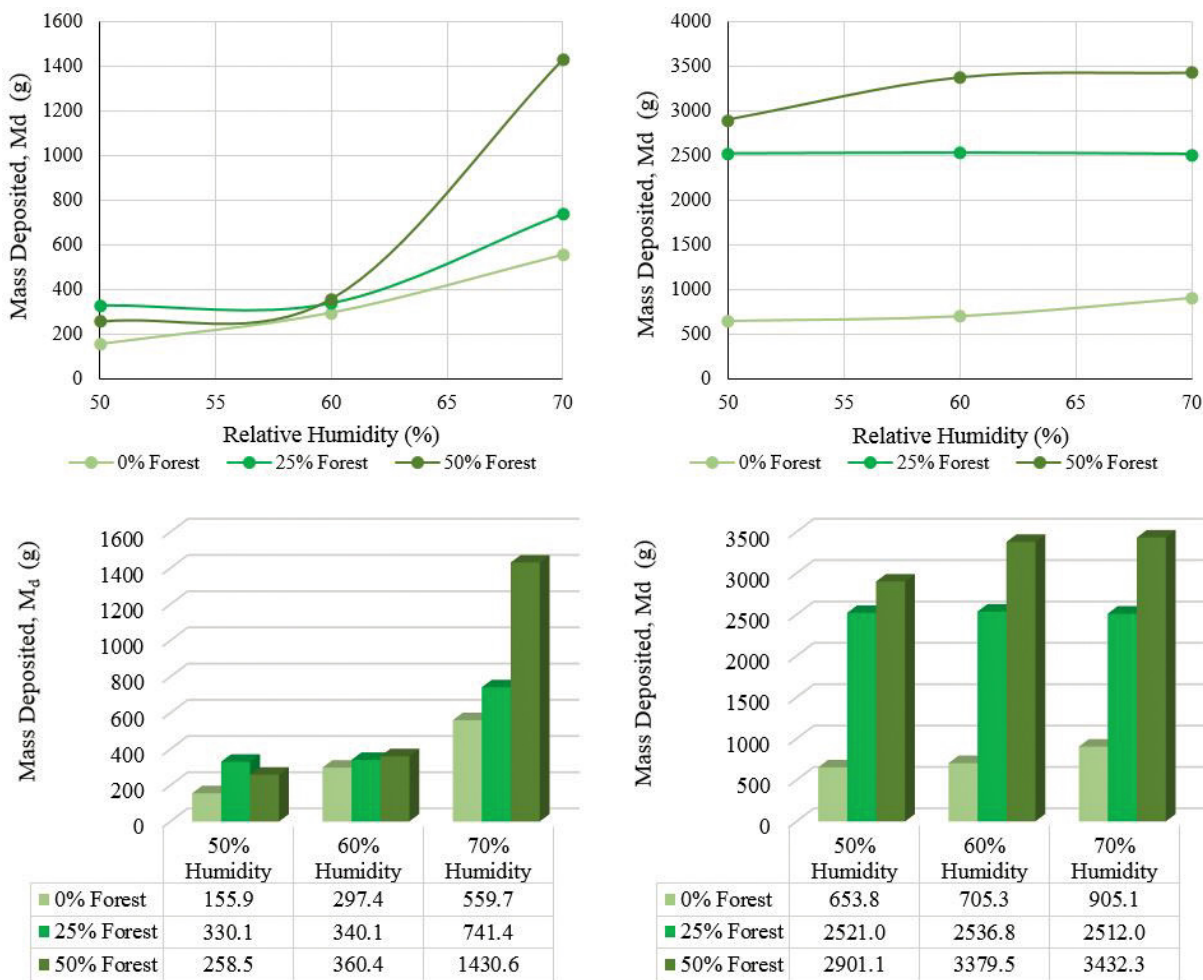 1600
1400
1200
1000
800
600
400
200
0
Mass Deposited, Md (g)
50 55 60 65 70
Relative Humidity (%)
0% Forest 25% Forest 50% Forest
4000
3500
3000
2500
2000
1500
1000
500
0
Mass Deposited, Md (g)
50 55 60 65 70
Relative Humidity (%)
0% Forest 25% Forest 50% Forest
1600
1400
1200
1000
800
600
400
200
0
Mass Deposited, Md (g)
50% Humidity 60% Humidity 70% Humidity
0% Forest 155.9 297.4 559.7
25% Forest 330.1 340.1 741.4
50% Forest 258.5 360.4 1430.6
3500
3000
2500
2000
1500
1000
500
0
Mass Deposited, Md (g)
50% Humidity 60% Humidity 70% Humidity
0% Forest 653.8 705.3 905.1
25% Forest 2521.0 2536.8 2512.0
50% Forest 2901.1 3379.5 3432.3